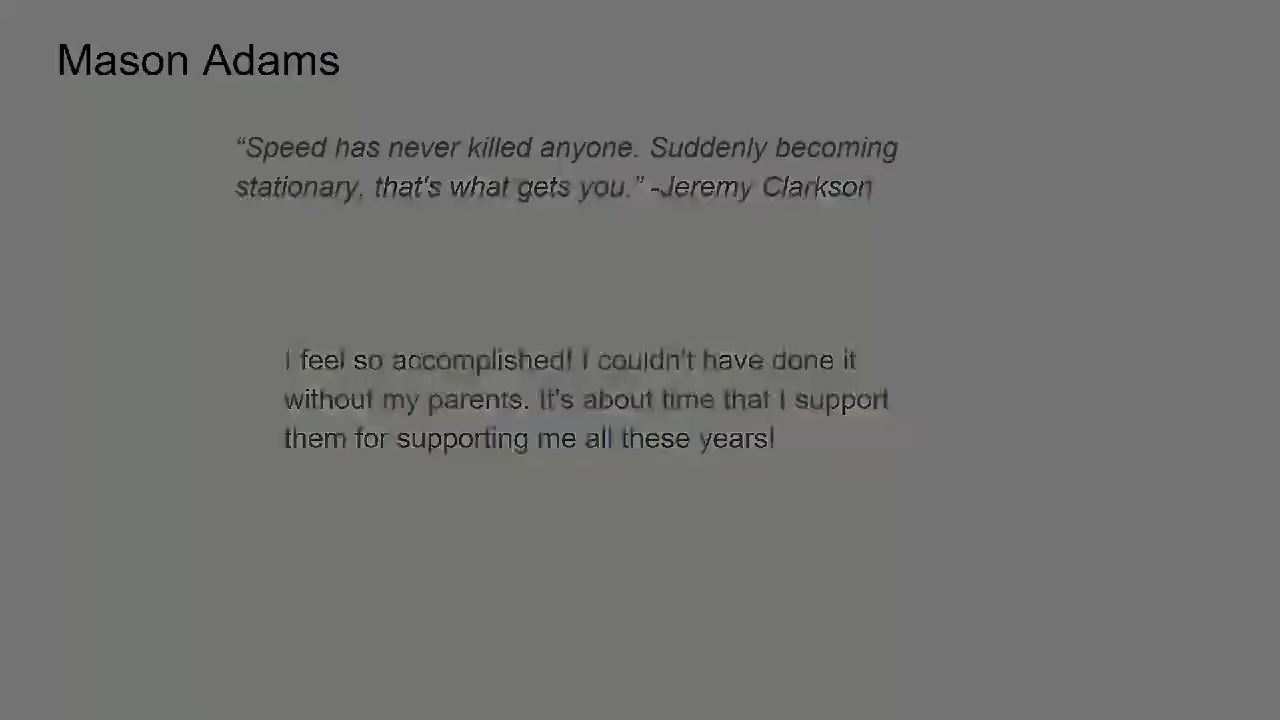 Mason Adams
“Speed has never killed anyone. Suddenly becoming
stationary, that's what gets you.” -Jeremy Clarkson
I feel so accomplished! I couldn't have done it
without my parents. It's about time that I support
them for supporting me all these years!